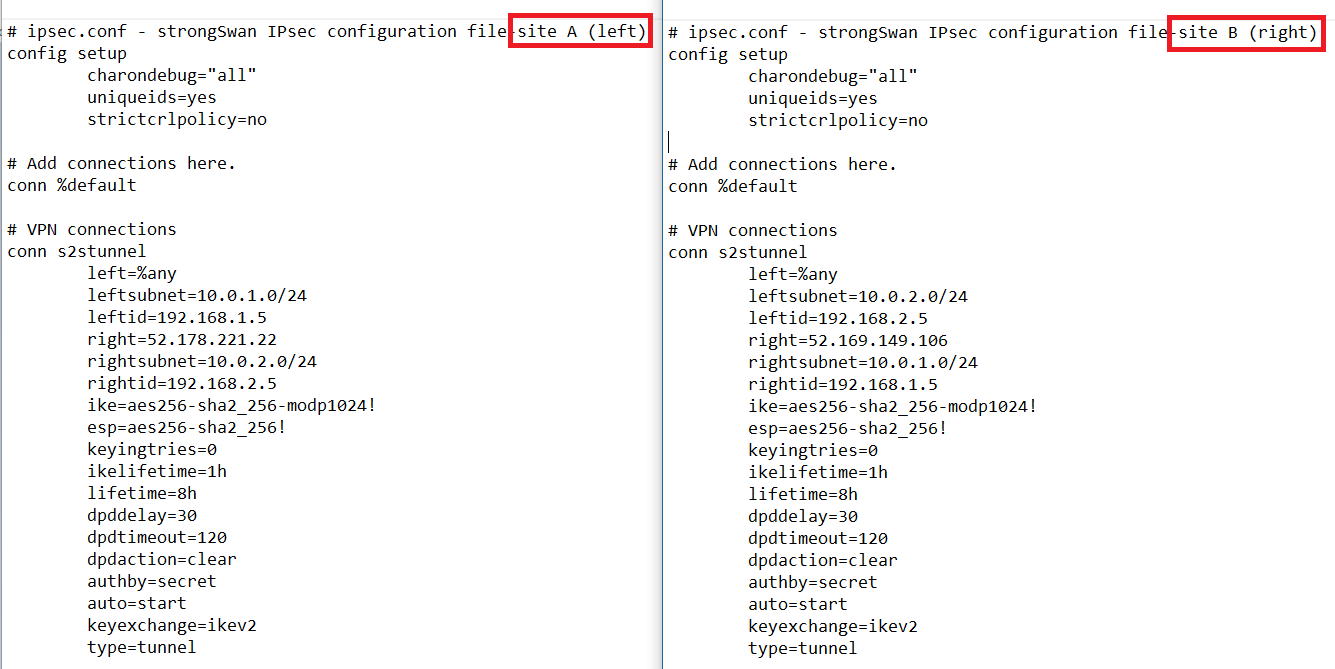 # ipsec.conf - strongSwan IPsec configuration file-site A (left)
config setup
        charondebug="all"
        uniqueids=yes
        strictcrlpolicy=no

# Add connections here.
conn %default

# VPN connections
conn s2stunnel
        left=%any
        leftsubnet=10.0.1.0/24
        leftid=192.168.1.5
        right=52.178.221.22
        rightsubnet=10.0.2.0/24
        rightid=192.168.2.5
        ike=aes256-sha2_256-modp1024!
        esp=aes256-sha2_256!
        keyingtries=0
        ikelifetime=1h
        lifetime=8h
        dpddelay=30
        dpdtimeout=120
        dpdaction=clear
        authby=secret
        auto=start
        keyexchange=ikev2
        type=tunnel

# ipsec.conf - strongSwan IPsec configuration file-site B (right)
config setup
        charondebug="all"
        uniqueids=yes
        strictcrlpolicy=no

# Add connections here.
conn %default

# VPN connections
conn s2stunnel
        left=%any
        leftsubnet=10.0.2.0/24
        leftid=192.168.2.5
        right=52.169.149.106
        rightsubnet=10.0.1.0/24
        rightid=192.168.1.5
        ike=aes256-sha2_256-modp1024!
        esp=aes256-sha2_256!
        keyingtries=0
        ikelifetime=1h
        lifetime=8h
        dpddelay=30
        dpdtimeout=120
        dpdaction=clear
        authby=secret
        auto=start
        keyexchange=ikev2
        type=tunnel